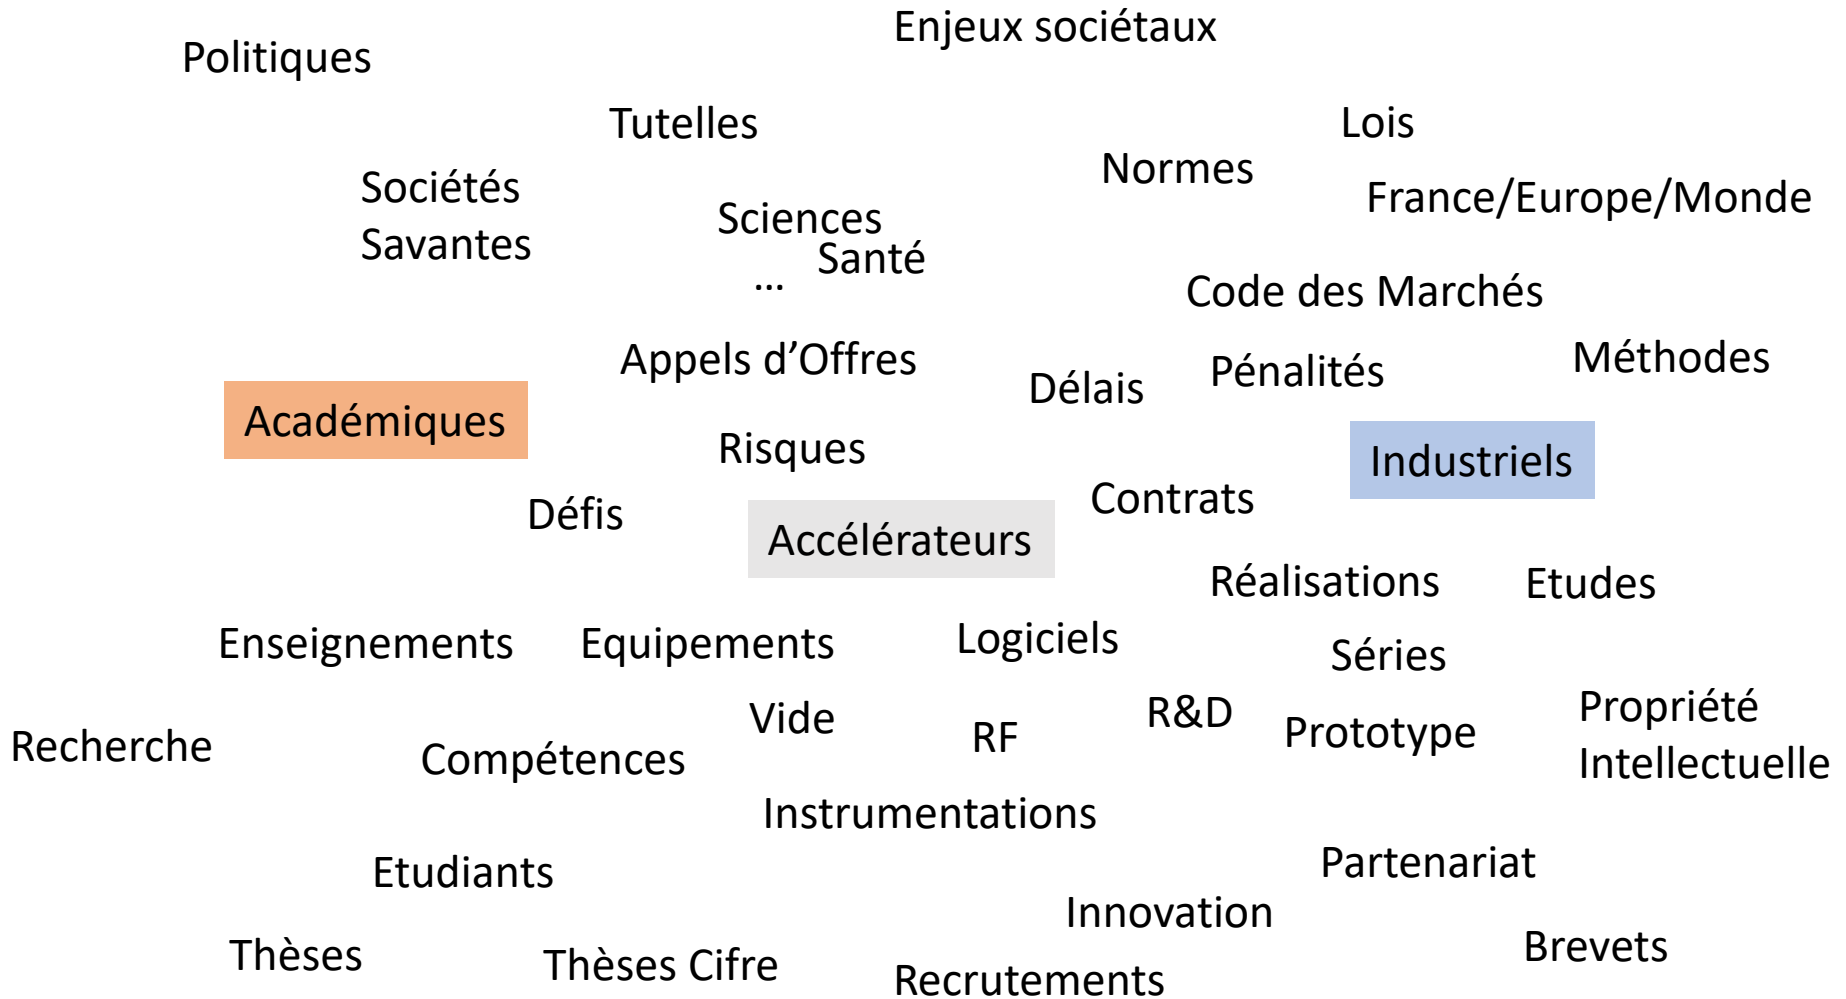 Enjeux sociétaux
Politiques
Tutelles
Lois
Normes
Sociétés
Savantes
France/Europe/Monde
Sciences
Santé
...
Code des Marchés
Appels d’Offres
Méthodes
Pénalités
Délais
Académiques
Risques
Industriels
Contrats
Défis
Accélérateurs
Réalisations
Etudes
Enseignements
Equipements
Logiciels
Séries
Propriété
Intellectuelle
R&D
Vide
Prototype
RF
Recherche
Compétences
Instrumentations
Partenariat
Etudiants
Innovation
Brevets
Thèses
Thèses Cifre
Recrutements